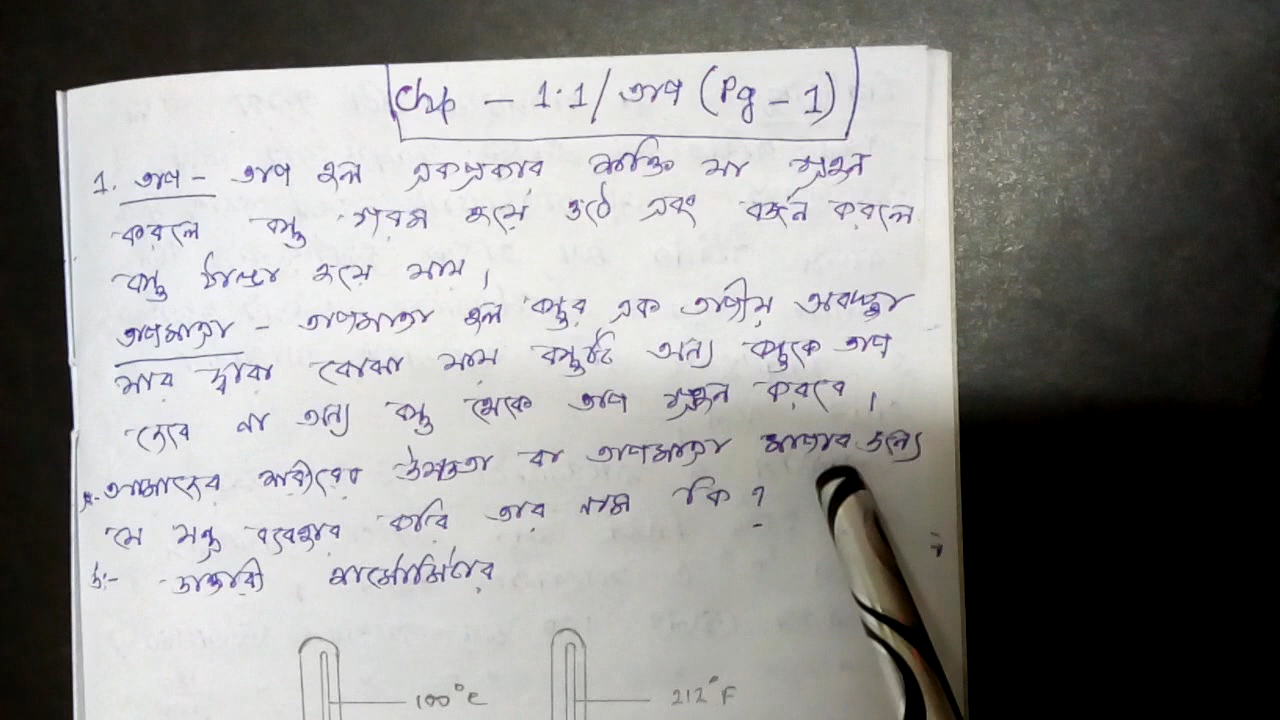 Chp - 1.1/ তাপ (Pg - 1)
1. তাপ - তাপ হল একপ্রকার শক্তি যা গ্রহন
করলে বস্তু গরম হয়ে ওঠে এবং বর্জন করলে
বস্তু ঠান্ডা হয়ে যায়।
তাপমাত্রা - তাপমাত্রা হল বস্তুর এক তাপীয় অবস্থা
যার দ্বারা বোঝা যায় বস্তুটি অন্য বস্তুকে তাপ
দেবে না অন্য বস্তু থেকে তাপ গ্রহন করবে।
আমাদের শরীরের উষ্ণতা বা তাপমাত্রা মাপার জন্যে
যে যন্ত্র ব্যবহার করি তার নাম কি?
উ:- ডাক্তারী থার্মোমিটার
100°C 212°F